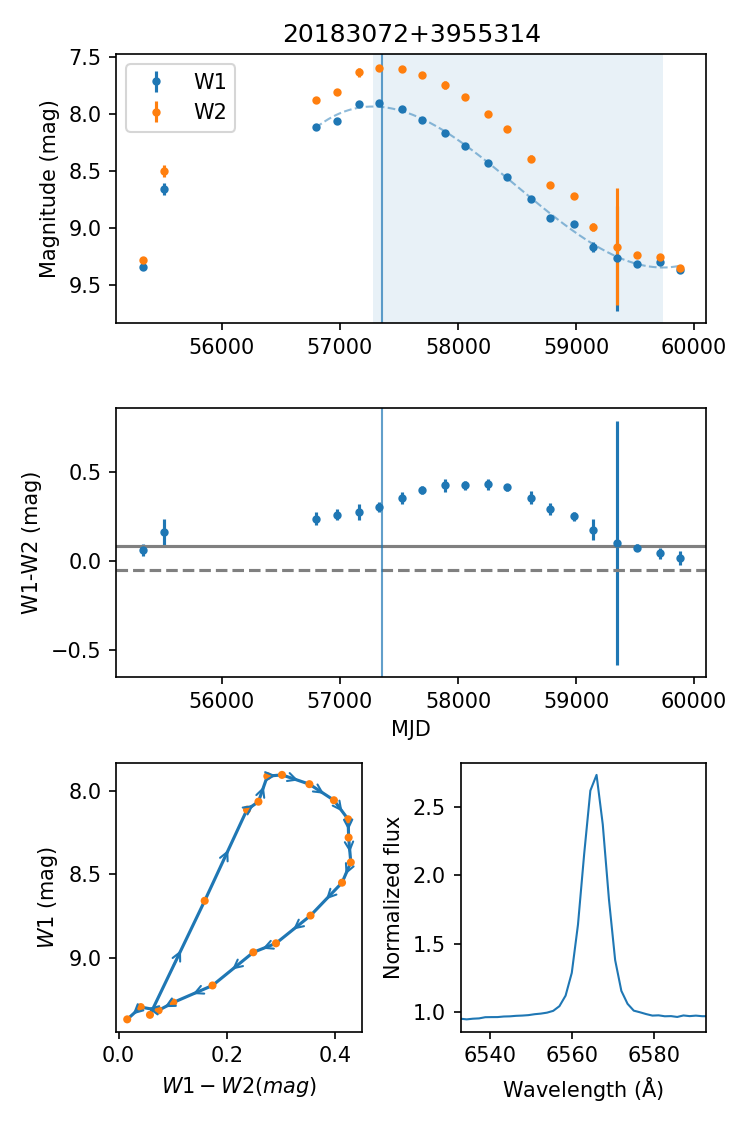 20183072+3955314
7.5
8.0
8.5
9.0
9.5
Magnitude (mag)
W1
W2
56000 57000 58000 59000 60000
0.5
0.0
−0.5
W1-W2 (mag)
56000 57000 58000 59000 60000
MJD
8.0
8.5
9.0
W1 (mag)
0.0 0.2 0.4
W1 − W2(mag)
2.5
2.0
1.5
1.0
Normalized flux
6540 6560 6580
Wavelength (Å)